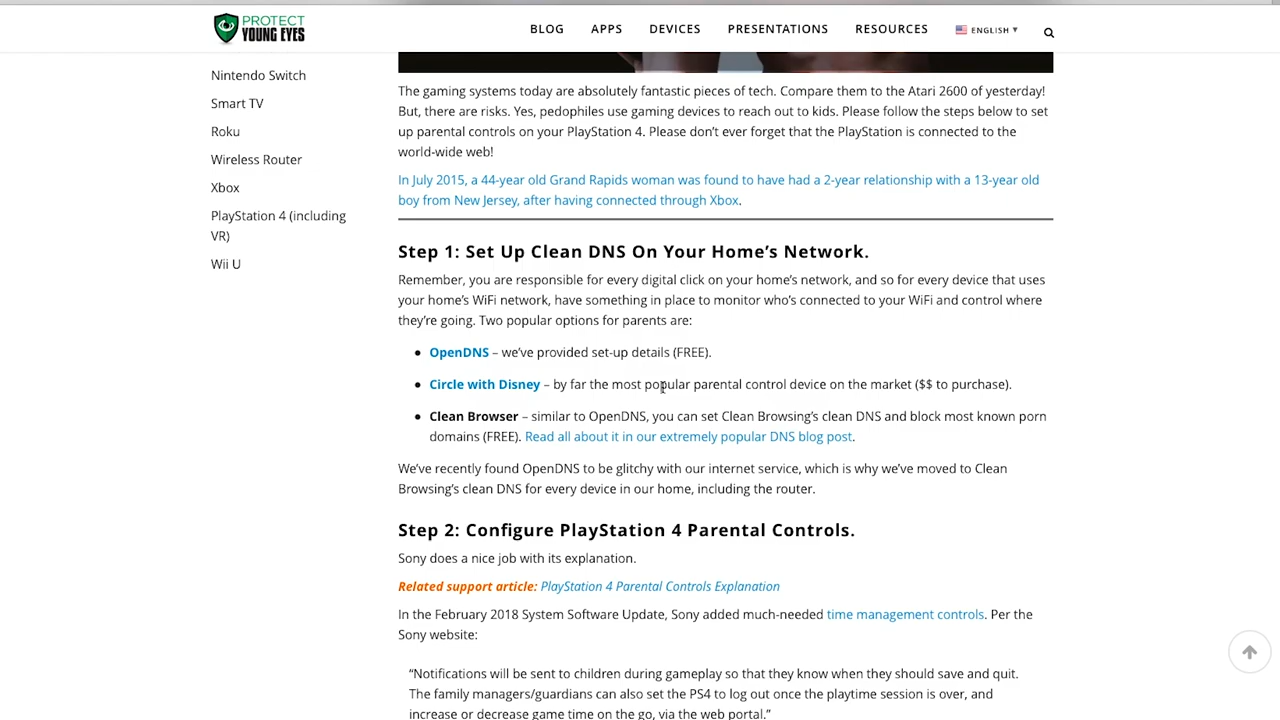 PROTECT
YOUNG EYES
BLOG APPS DEVICES PRESENTATIONS RESOURCES ENGLISH ▼
Nintendo Switch
Smart TV
Roku
Wireless Router
Xbox
PlayStation 4 (including
VR)
Wii U
The gaming systems today are absolutely fantastic pieces of tech. Compare them to the Atari 2600 of yesterday!
But, there are risks. Yes, pedophiles use gaming devices to reach out to kids. Please follow the steps below to set
up parental controls on your PlayStation 4. Please don’t ever forget that the PlayStation is connected to the
world-wide web!
In July 2015, a 44-year old Grand Rapids woman was found to have had a 2-year relationship with a 13-year old
boy from New Jersey, after having connected through Xbox.
Step 1: Set Up Clean DNS On Your Home’s Network.
Remember, you are responsible for every digital click on your home’s network, and so for every device that uses
your home’s WiFi network, have something in place to monitor who’s connected to your WiFi and control where
they’re going. Two popular options for parents are:
● OpenDNS – we’ve provided set-up details (FREE).
● Circle with Disney – by far the most popular parental control device on the market ($$ to purchase).
● Clean Browser – similar to OpenDNS, you can set Clean Browsing’s clean DNS and block most known porn
domains (FREE). Read all about it in our extremely popular DNS blog post.
We’ve recently found OpenDNS to be glitchy with our internet service, which is why we’ve moved to Clean
Browsing’s clean DNS for every device in our home, including the router.
Step 2: Configure PlayStation 4 Parental Controls.
Sony does a nice job with its explanation.
Related support article: PlayStation 4 Parental Controls Explanation
In the February 2018 System Software Update, Sony added much-needed time management controls. Per the
Sony website:
“Notifications will be sent to children during gameplay so that they know when they should save and quit.
The family managers/guardians can also set the PS4 to log out once the playtime session is over, and
increase or decrease game time on the go, via the web portal.”